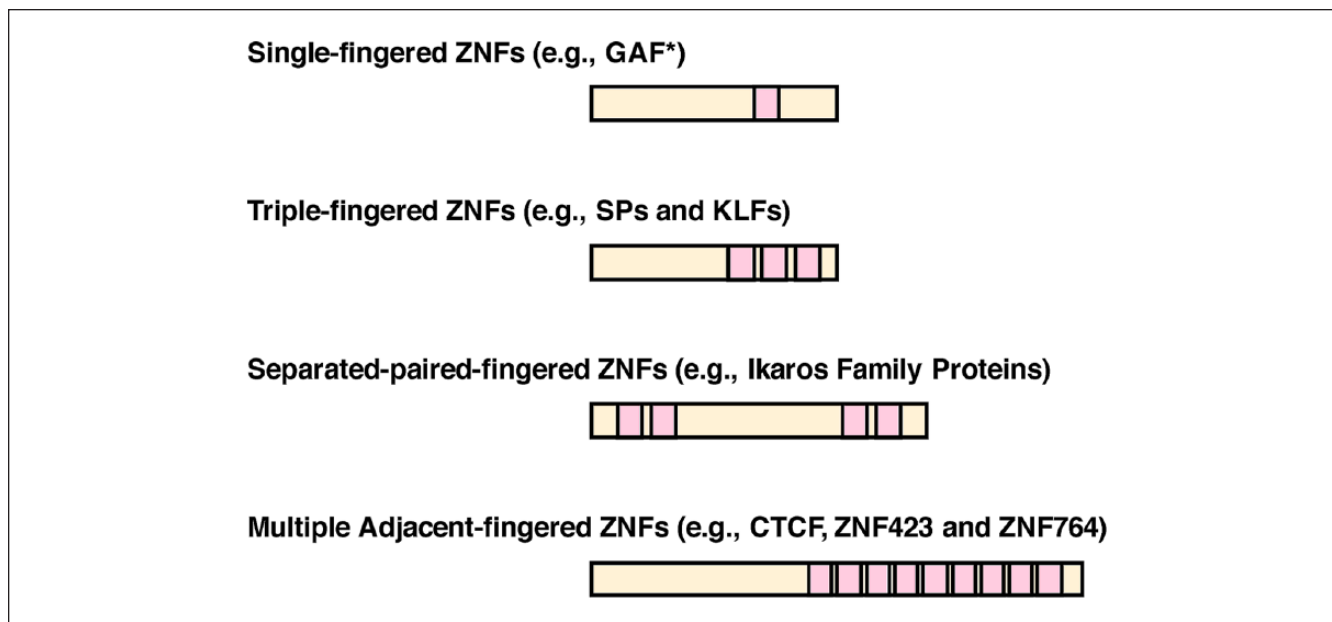 Single-fingered ZNFs (e.g., GAF*)
Triple-fingered ZNFs (e.g., SPs and KLFs)
Separated-paired-fingered ZNFs (e.g., Ikaros Family Proteins)
Multiple Adjacent-fingered ZNFs (e.g., CTCF, ZNF423 and ZNF764)